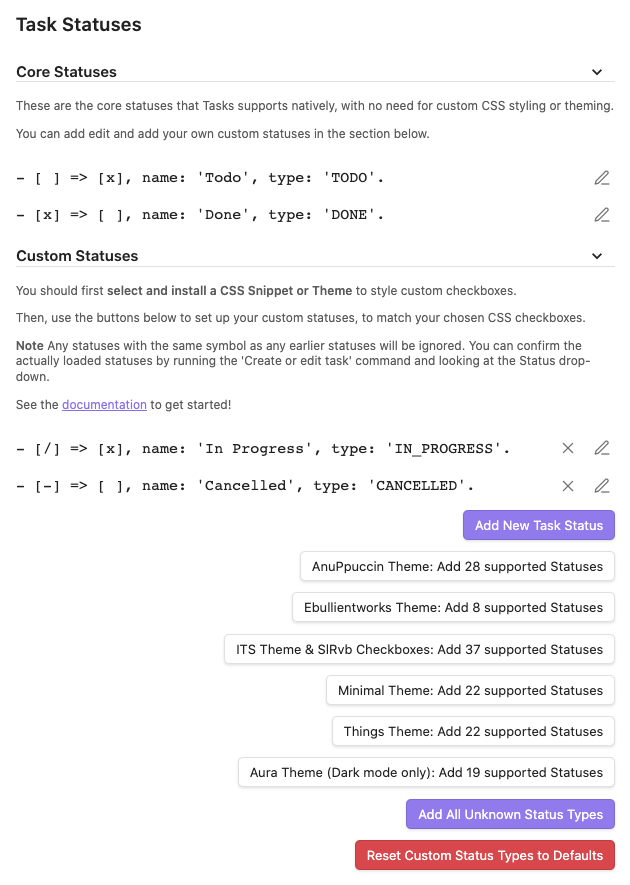 Task Statuses
Core Statuses
These are the core statuses that Tasks supports natively, with no need for custom CSS styling or theming.
You can add edit and add your own custom statuses in the section below.
- [ ] => [x], name: 'Todo', type: 'TODO'.
- [x] => [ ], name: 'Done', type: 'DONE'.
Custom Statuses
You should first select and install a CSS Snippet or Theme to style custom checkboxes.
Then, use the buttons below to set up your custom statuses, to match your chosen CSS checkboxes.
Note Any statuses with the same symbol as any earlier statuses will be ignored. You can confirm the
actually loaded statuses by running the 'Create or edit task' command and looking at the Status drop-
down.
See the documentation to get started!
- [/] => [x], name: 'In Progress', type: 'IN_PROGRESS'.
- [-] => [ ], name: 'Cancelled', type: 'CANCELLED'.
Add New Task Status
AnuPpuccin Theme: Add 28 supported Statuses
Ebullientworks Theme: Add 8 supported Statuses
ITS Theme & SlRvb Checkboxes: Add 37 supported Statuses
Minimal Theme: Add 22 supported Statuses
Things Theme: Add 22 supported Statuses
Aura Theme (Dark mode only): Add 19 supported Statuses
Add All Unknown Status Types
Reset Custom Status Types to Defaults